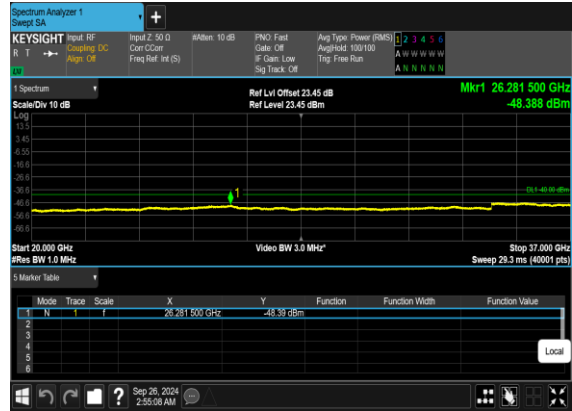 Spectrum Analyzer 1
Swept SA
KEYSIGHT Input: RF Input Z: 50 Ω #Atten: 10 dB PNO: Fast Avg Type: Power (RMS) 1 2 3 4 5 6
R T Coupling: DC Corr CCorr Gate: Off Avg|Hold: 100/100 A W W W W W
Align: Off Freq Ref: Int (S) IF Gain: Low Trig: Free Run
Sig Track: Off A N N N N N
1 Spectrum Ref Lvl Offset 23.45 dB Mkr1 26.281 500 GHz
Scale/Div 10 dB Ref Level 23.45 dBm -48.388 dBm
Log
13.5
3.45
-6.55
-16.6
-26.6
-36.6 DL1 -40.00 dBm
1
-46.6
-56.6
-66.6
Start 20.000 GHz Video BW 3.0 MHz* Stop 37.000 GHz
#Res BW 1.0 MHz Sweep 29.3 ms (40001 pts)
5 Marker Table
Mode Trace Scale X Y Function Function Width Function Value
1 N 1 f 26.281 500 GHz -48.39 dBm
2
3
4
5
6
Local
? Sep 26, 2024
2:55:08 AM